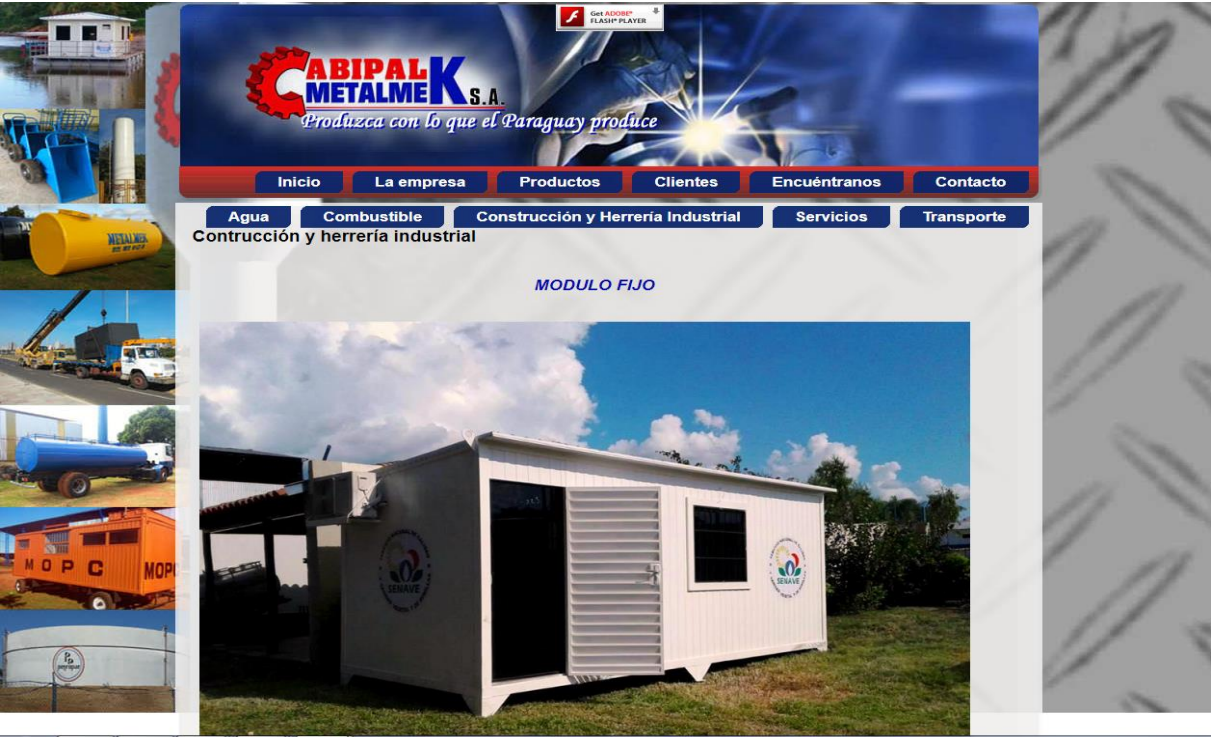 Get ADOBE®
FLASH® PLAYER
CABIPAL K
METALMEK S.A.
Produzca con lo que el Paraguay produce
Inicio La empresa Productos Clientes Encuéntranos Contacto
Agua Combustible Construcción y Herrería Industrial Servicios Transporte
Contrucción y herrería industrial
MODULO FIJO
METALMEK
MOPC MOPC
SENAVE
SENAVE